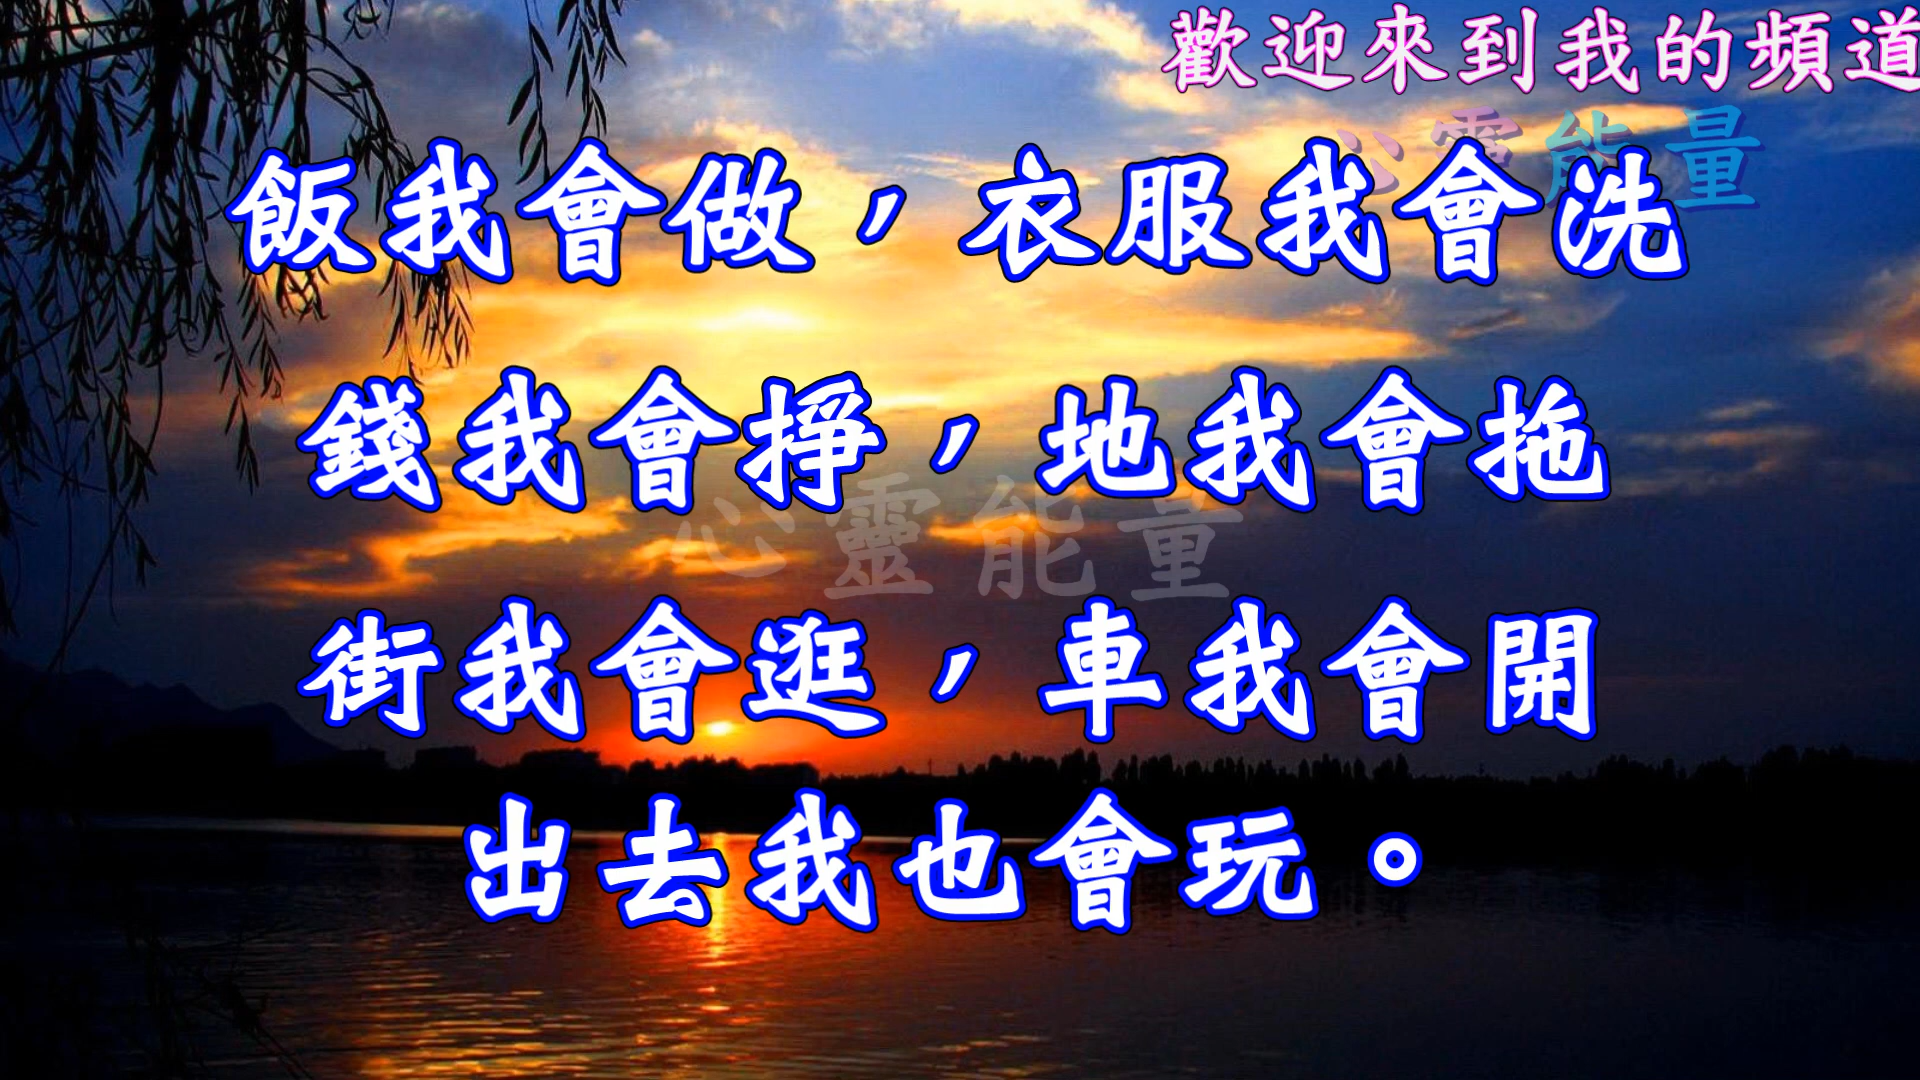 歡迎來到我的頻道
心靈能量
飯我會做，衣服我會洗
錢我會掙，地我會拖
心靈能量
街我會逛，車我會開
出去我也會玩。